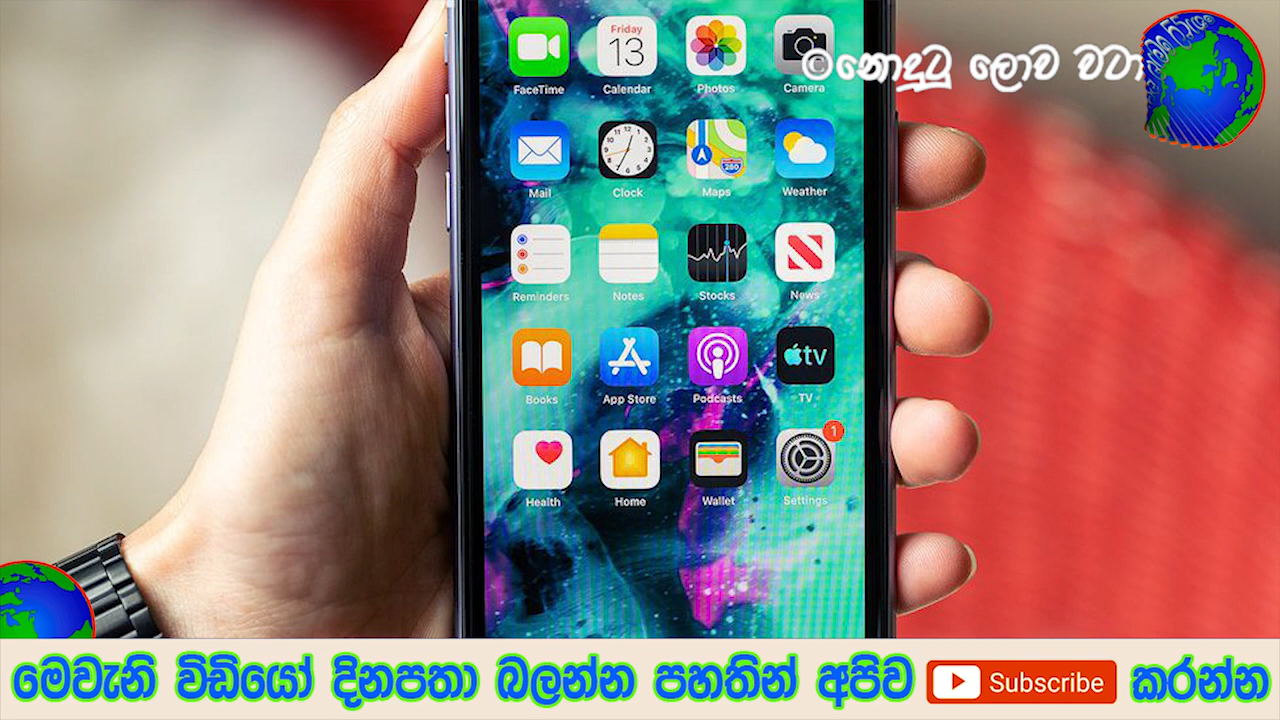 Friday
13
FaceTime Calendar Photos Camera
©නොදුටු ලොව වටා
Mail Clock Maps Weather
280
Reminders Notes Stocks News
tv
Books App Store Podcasts TV
1
Health Home Wallet Settings
මෙවැනි විඩියෝ දිනපතා බලන්න පහතින් අපිව Subscribe කරන්න